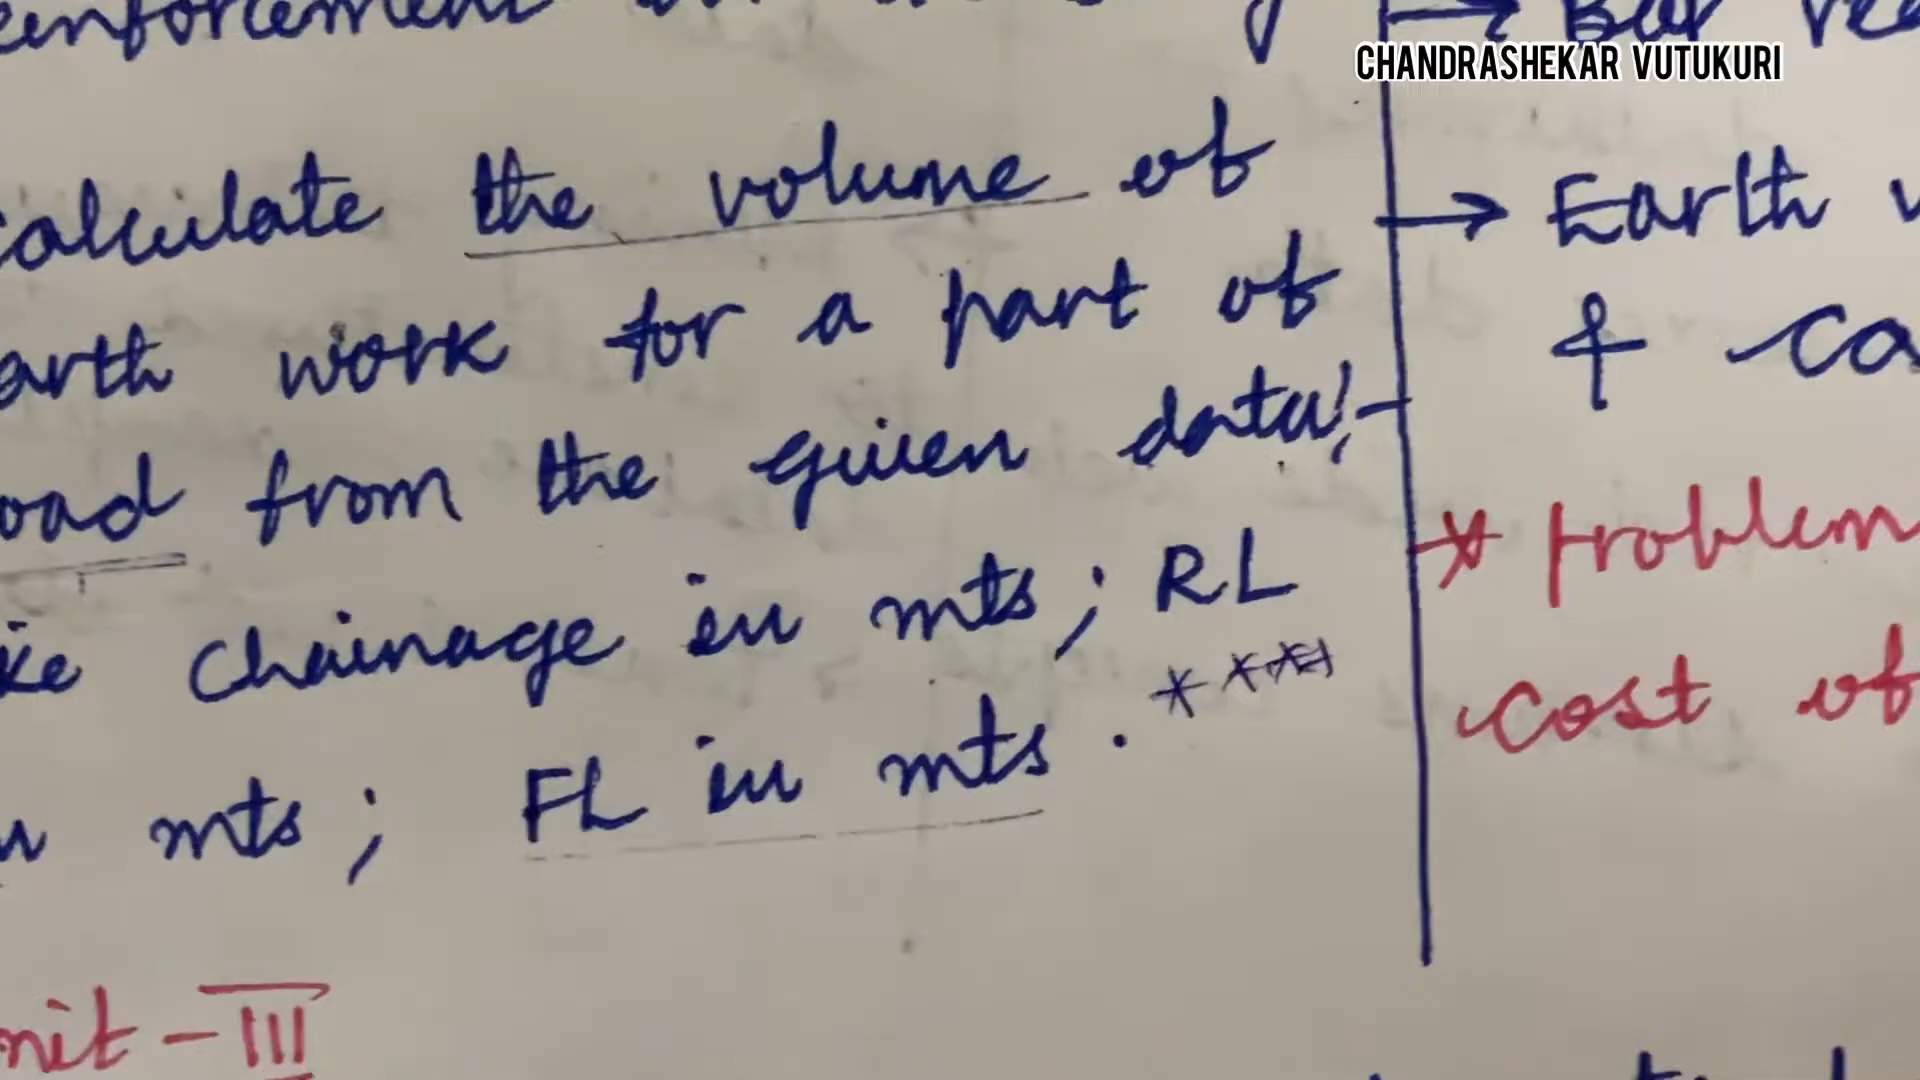 CHANDRASHEKAR VUTUKURI
calculate the volume of
arth work for a part of
oad from the given data!-
ke chainage in mts; RL
mts; FL in mts. ****
nit - III
→ Earth
& ca
* problem
cost of